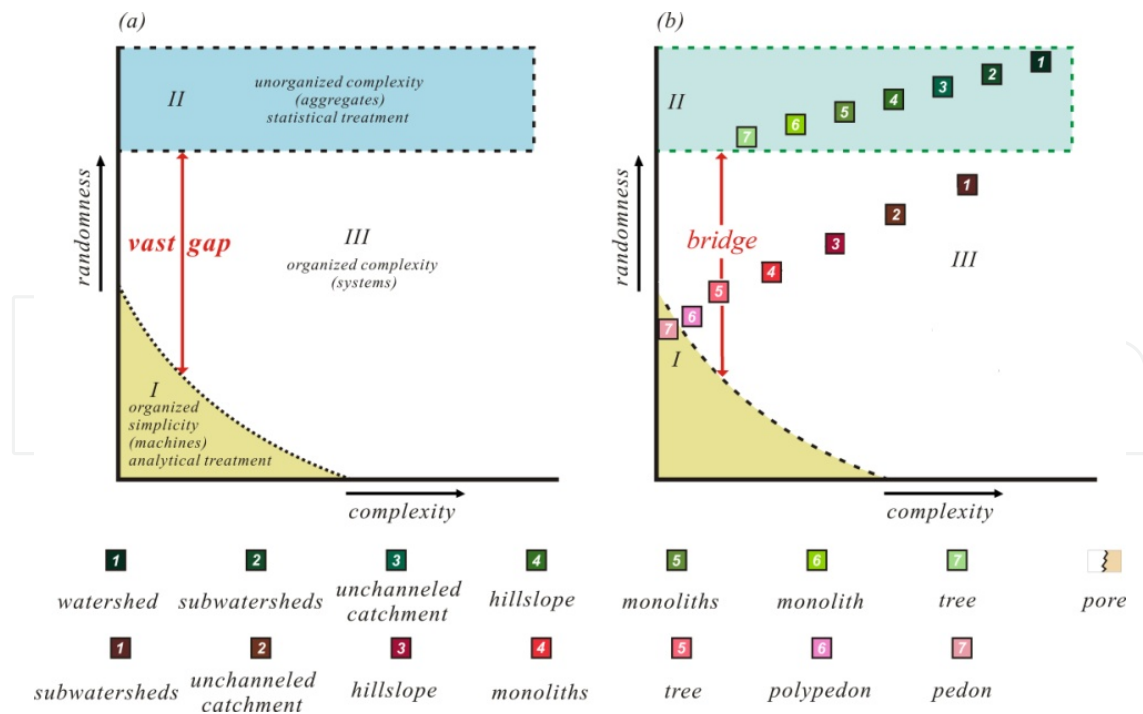 (a)
II
unorganized complexity
(aggregates)
statistical treatment
randomness
vast gap
III
organized complexity
(systems)
I
organized
simplicity
(machines)
analytical treatment
complexity
(b)
II
1
2
3
4
5
6
7
randomness
bridge
1
2
3
4
5
6
7
III
I
complexity
1 2 3 4 5 6 7
watershed subwatersheds unchanneled catchment hillslope monoliths monolith tree pore
1 2 3 4 5 6 7
subwatersheds unchanneled catchment hillslope monoliths tree polypedon pedon